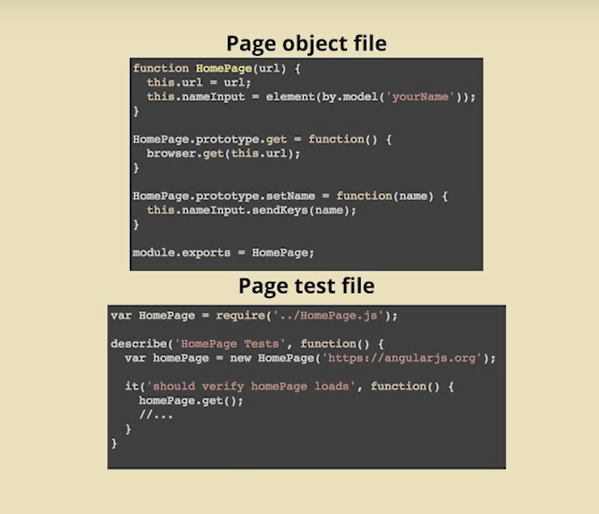 Page object file
function HomePage(url) {
  this.url = url;
  this.nameInput = element(by.model('yourName'));
}
HomePage.prototype.get = function() {
  browser.get(this.url);
}
HomePage.prototype.setName = function(name) {
  this.nameInput.sendKeys(name);
}
module.exports = HomePage;
Page test file
var HomePage = require('../HomePage.js');
describe('HomePage Tests', function() {
  var homePage = new HomePage('https://angularjs.org');
  it('should verify homePage loads', function() {
    homePage.get();
    //...
  }
}